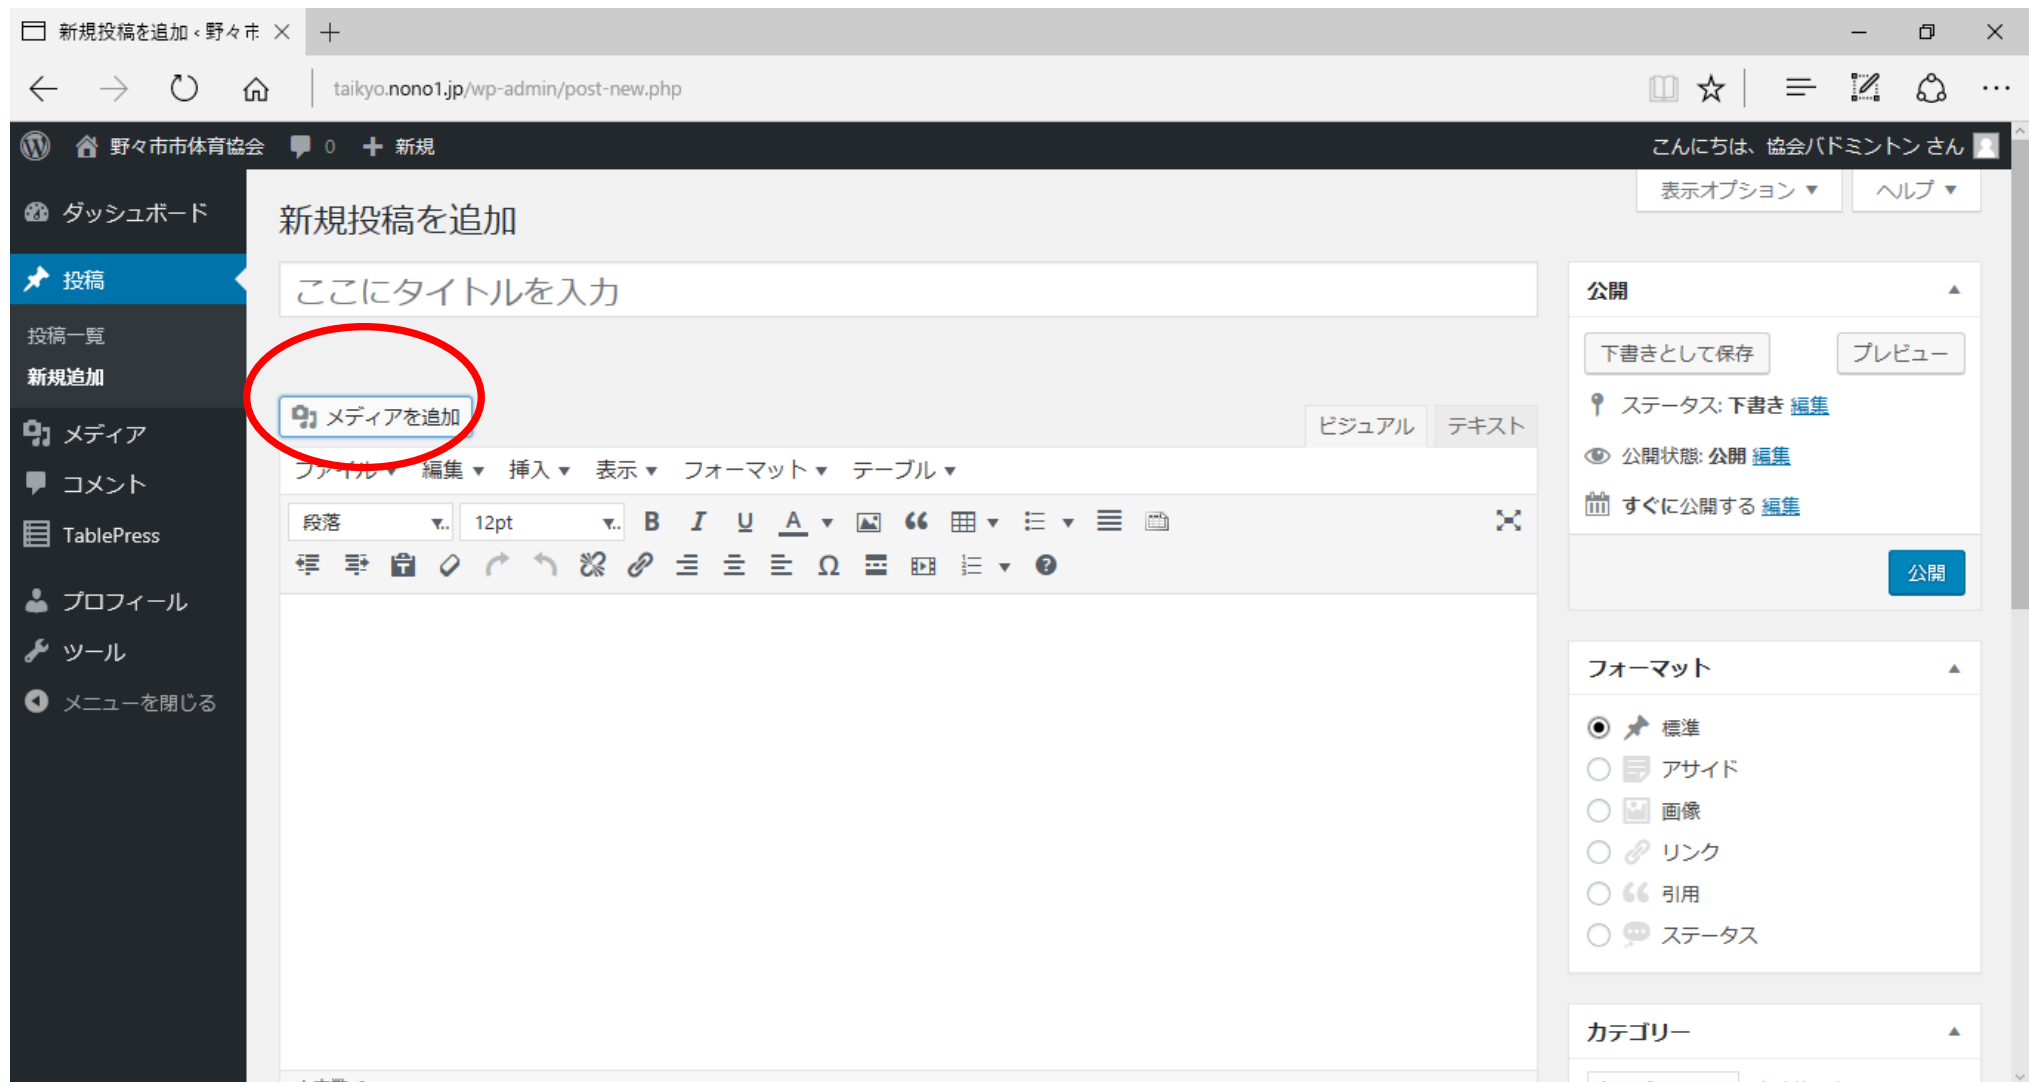 新規投稿を追加 ‹ 野々市
taikyo.nono1.jp/wp-admin/post-new.php
野々市市体育協会 0 新規
こんにちは、協会バドミントン さん
表示オプション ヘルプ
ダッシュボード
投稿
投稿一覧
新規追加
メディア
コメント
TablePress
プロフィール
ツール
メニューを閉じる
新規投稿を追加
ここにタイトルを入力
メディアを追加
ビジュアル テキスト
ファイル 編集 挿入 表示 フォーマット テーブル
段落 12pt
公開
下書きとして保存 プレビュー
ステータス: 下書き 編集
公開状態: 公開 編集
すぐに公開する 編集
公開
フォーマット
標準
アサイド
画像
リンク
引用
ステータス
カテゴリー